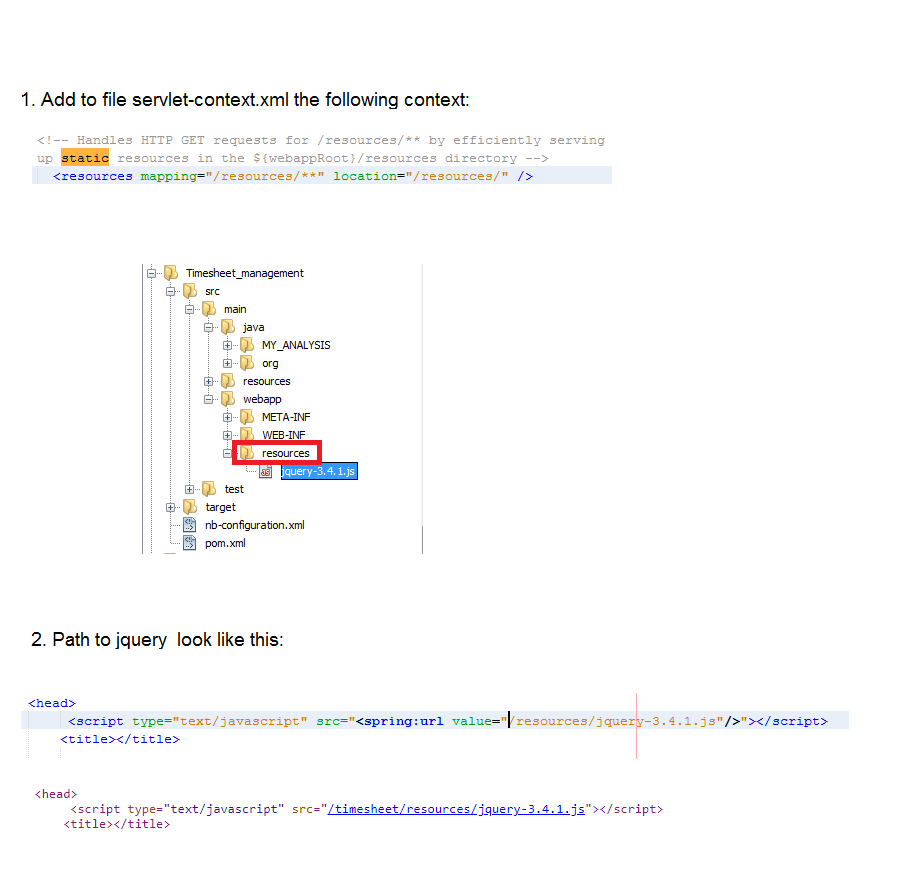 1. Add to file servlet-context.xml the following context:
<!-- Handles HTTP GET requests for /resources/** by efficiently serving
up static resources in the ${webappRoot}/resources directory -->
<resources mapping="/resources/**" location="/resources/" />
Timesheet_management
src
main
java
MY_ANALYSIS
org
resources
webapp
META-INF
WEB-INF
resources
jquery-3.4.1.js
test
target
nb-configuration.xml
pom.xml
2. Path to jquery look like this:
<head>
<script type="text/javascript" src="<spring:url value="/resources/jquery-3.4.1.js"/>"></script>
<title></title>
<head>
<script type="text/javascript" src="/timesheet/resources/jquery-3.4.1.js"></script>
<title></title>